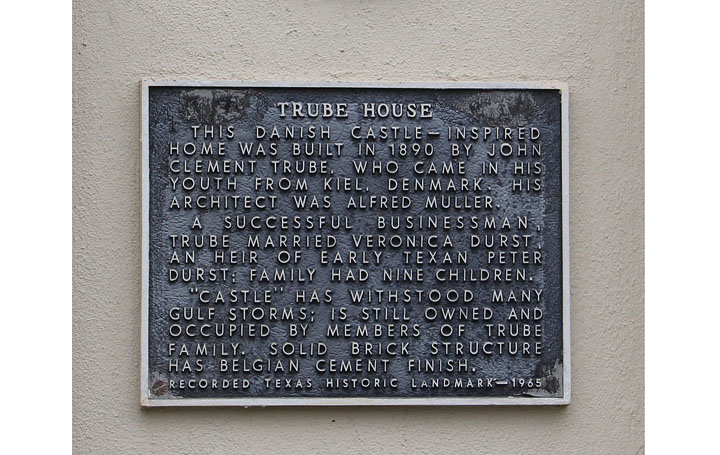 TRUBE HOUSE
THIS DANISH CASTLE—INSPIRED
HOME WAS BUILT IN 1890 BY JOHN
CLEMENT TRUBE, WHO CAME IN HIS
YOUTH FROM KIEL, DENMARK. HIS
ARCHITECT WAS ALFRED MULLER.
A SUCCESSFUL BUSINESSMAN,
TRUBE MARRIED VERONICA DURST,
AN HEIR OF EARLY TEXAN PETER
DURST; FAMILY HAD NINE CHILDREN.
"CASTLE" HAS WITHSTOOD MANY
GULF STORMS; IS STILL OWNED AND
OCCUPIED BY MEMBERS OF TRUBE
FAMILY. SOLID BRICK STRUCTURE
HAS BELGIAN CEMENT FINISH.
RECORDED TEXAS HISTORIC LANDMARK—1965